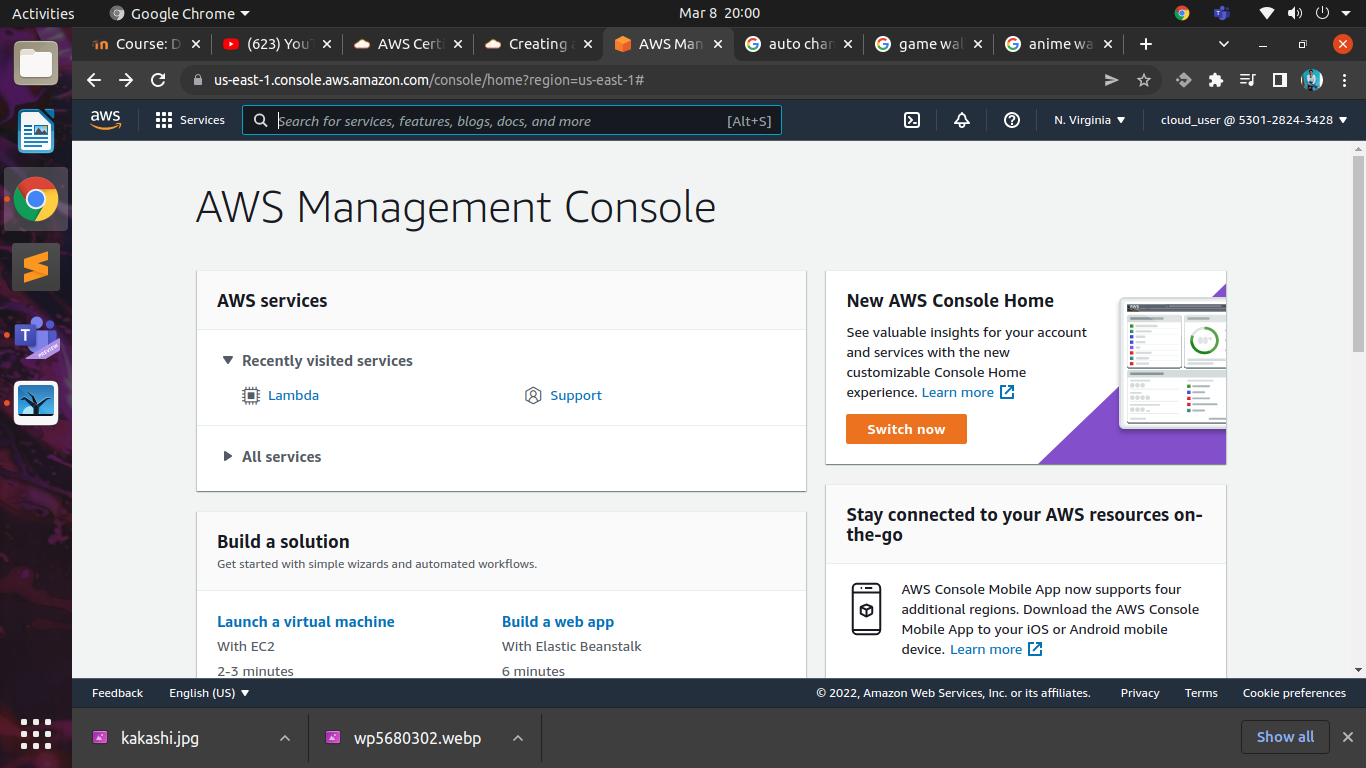 Activities Google Chrome Mar 8 20:00
Course: D (623) YouT AWS Certi Creating a AWS Man auto chan game wal anime wa
us-east-1.console.aws.amazon.com/console/home?region=us-east-1#
aws Services Search for services, features, blogs, docs, and more [Alt+S] N. Virginia cloud_user @ 5301-2824-3428
AWS Management Console
AWS services
Recently visited services
Lambda Support
All services
Build a solution
Get started with simple wizards and automated workflows.
Launch a virtual machine Build a web app
With EC2 With Elastic Beanstalk
2-3 minutes 6 minutes
New AWS Console Home
See valuable insights for your account
and services with the new
customizable Console Home
experience. Learn more
Switch now
Stay connected to your AWS resources on-
the-go
AWS Console Mobile App now supports four
additional regions. Download the AWS Console
Mobile App to your iOS or Android mobile
device. Learn more
Feedback English (US) © 2022, Amazon Web Services, Inc. or its affiliates. Privacy Terms Cookie preferences
kakashi.jpg wp5680302.webp Show all